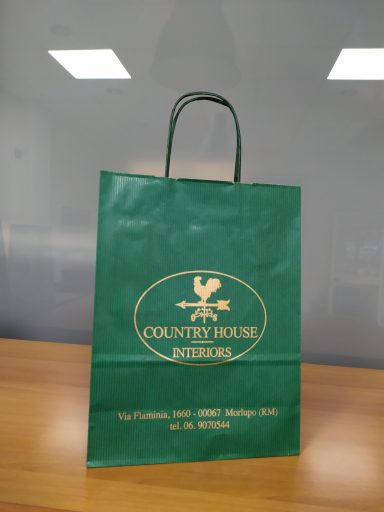 COUNTRY HOUSE
INTERIORS
Via Flaminia, 1660 - 00067 Morlupo (RM)
tel. 06. 9070544